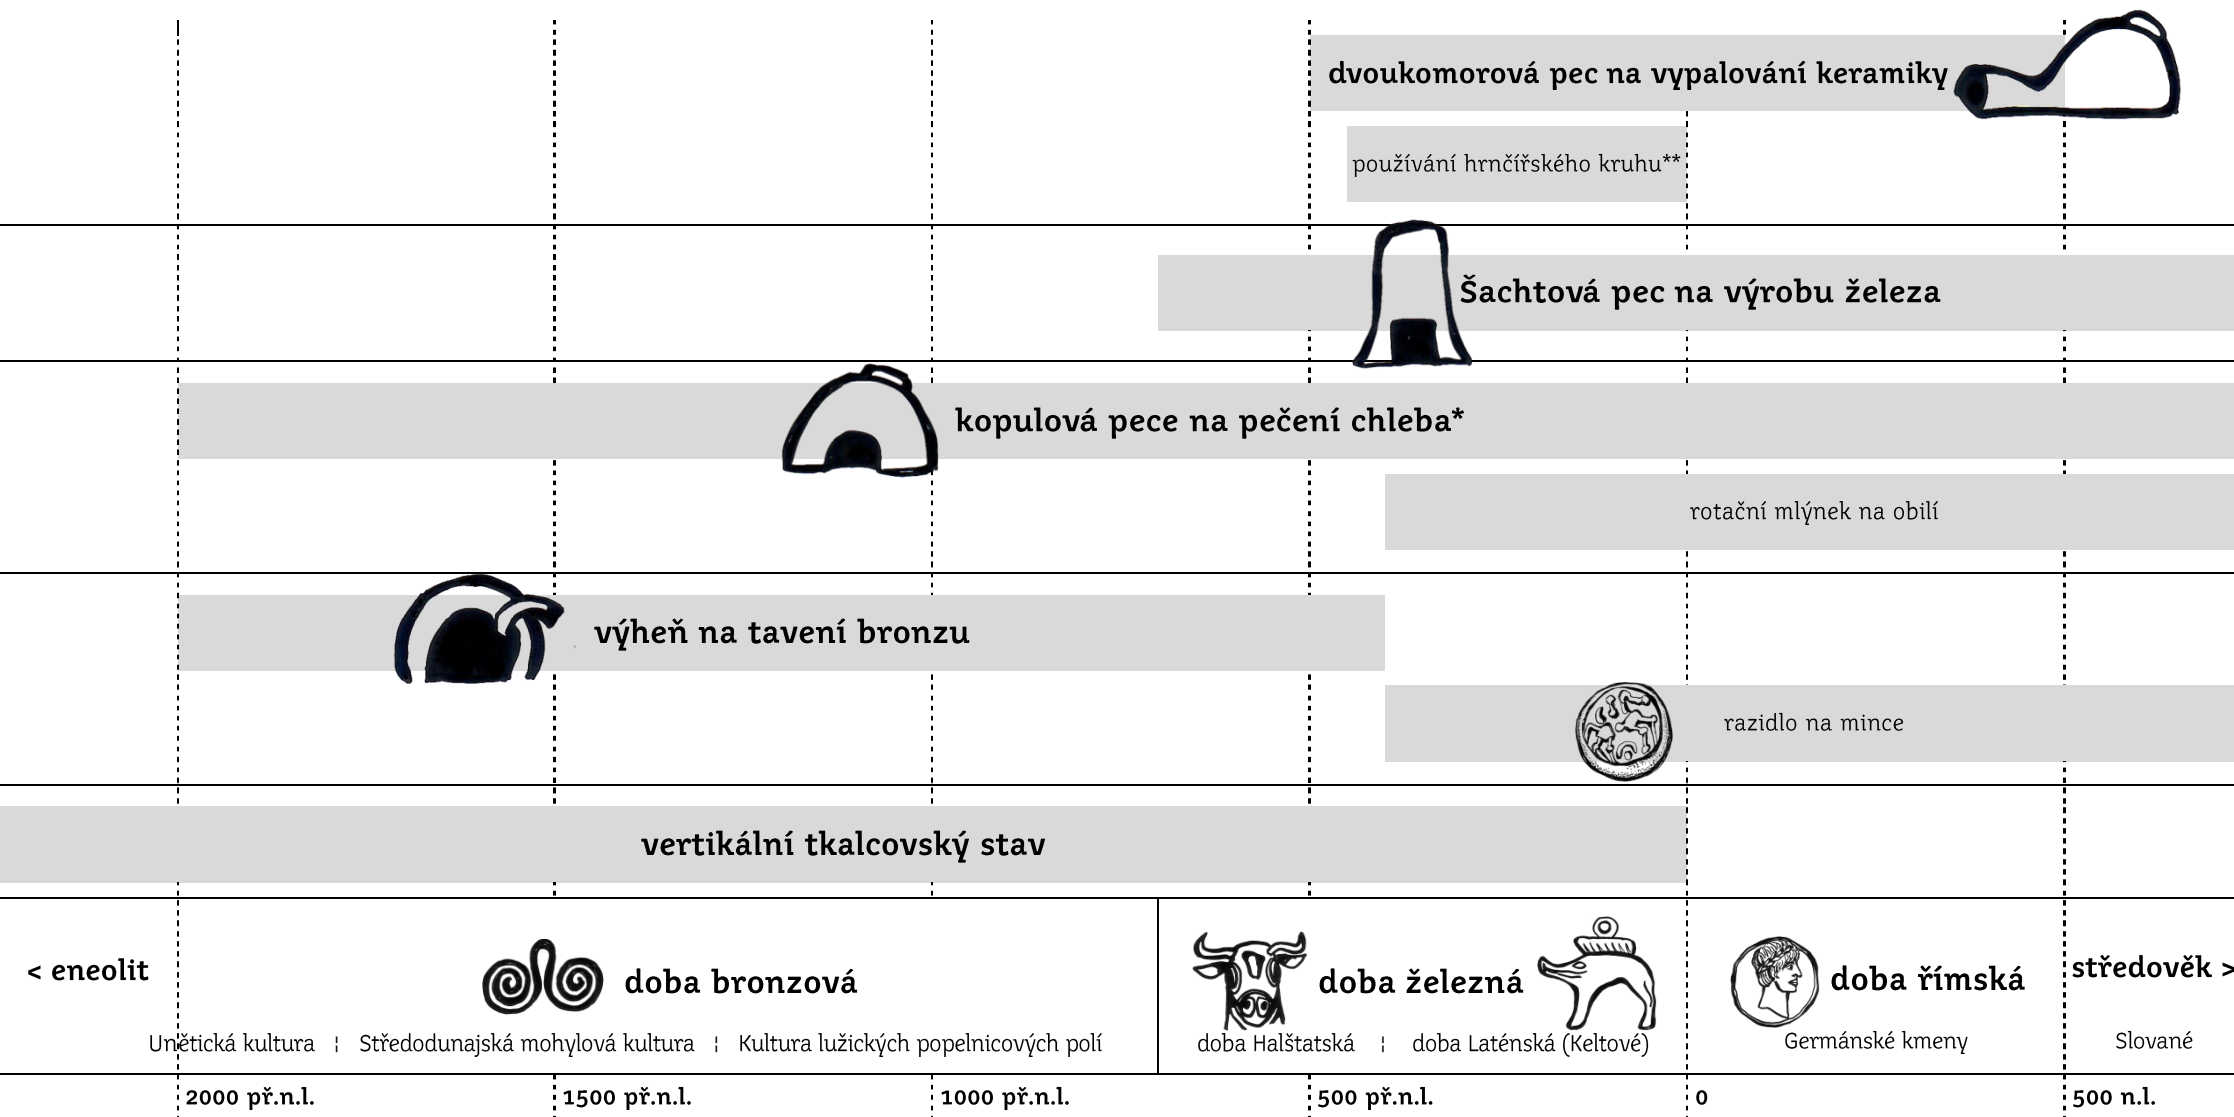 dvoukomorová pec na vypalování keramiky
používání hrnčířského kruhu**
Šachtová pec na výrobu železa
kopulová pece na pečení chleba*
rotační mlýnek na obilí
výheň na tavení bronzu
razidlo na mince
vertikální tkalcovský stav
< eneolit
doba bronzová
doba železná
doba římská
středověk >
Unětická kultura ¦ Středodunajská mohylová kultura ¦ Kultura lužických popelnicových polí
doba Halštatská ¦ doba Laténská (Keltové)
Germánské kmeny
Slované
2000 př.n.l.
1500 př.n.l.
1000 př.n.l.
500 př.n.l.
0
500 n.l.